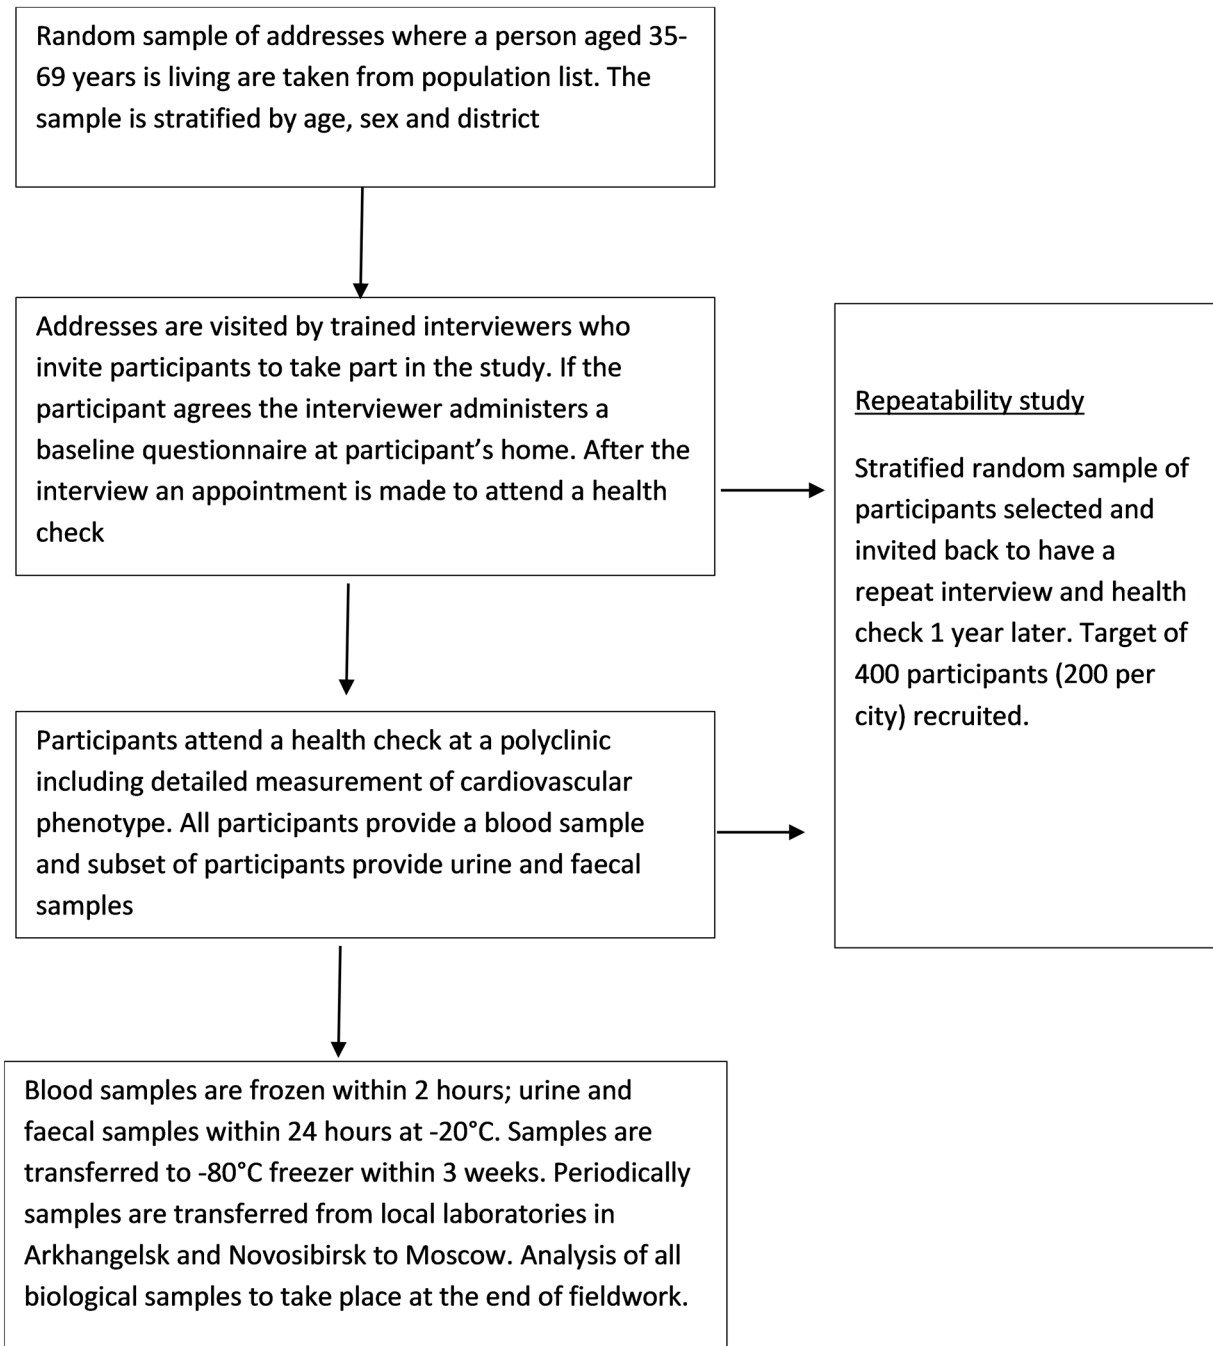 Random sample of addresses where a person aged 35-
69 years is living are taken from population list. The
sample is stratified by age, sex and district
Addresses are visited by trained interviewers who
invite participants to take part in the study. If the
participant agrees the interviewer administers a
baseline questionnaire at participant’s home. After the
interview an appointment is made to attend a health
check
Repeatability study
Stratified random sample of
participants selected and
invited back to have a
repeat interview and health
check 1 year later. Target of
400 participants (200 per
city) recruited.
Participants attend a health check at a polyclinic
including detailed measurement of cardiovascular
phenotype. All participants provide a blood sample
and subset of participants provide urine and faecal
samples
Blood samples are frozen within 2 hours; urine and
faecal samples within 24 hours at -20°C. Samples are
transferred to -80°C freezer within 3 weeks. Periodically
samples are transferred from local laboratories in
Arkhangelsk and Novosibirsk to Moscow. Analysis of all
biological samples to take place at the end of fieldwork.